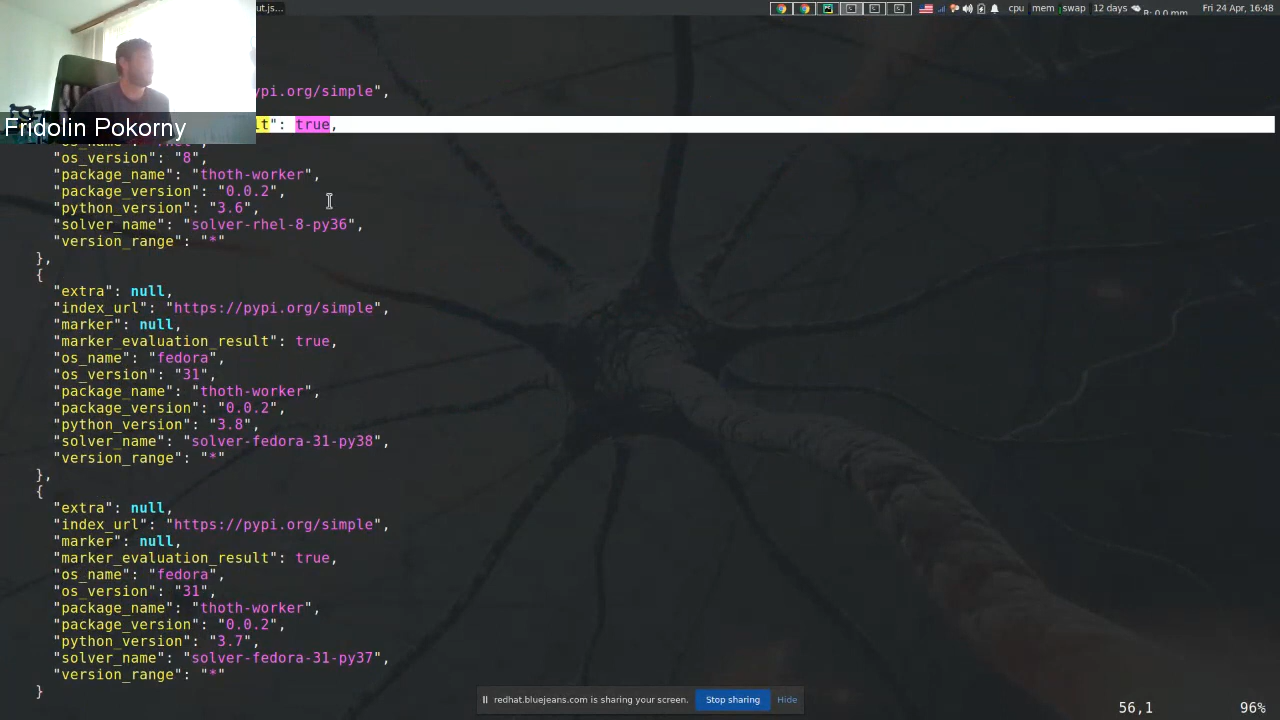 ut.js...
cpu mem swap 12 days Fri 24 Apr, 16:48
ypi.org/simple",
Fridolin Pokorny
lt": true,
"os_version": "8",
"package_name": "thoth-worker",
"package_version": "0.0.2",
"python_version": "3.6",
"solver_name": "solver-rhel-8-py36",
"version_range": "*"
},
{
"extra": null,
"index_url": "https://pypi.org/simple",
"marker": null,
"marker_evaluation_result": true,
"os_name": "fedora",
"os_version": "31",
"package_name": "thoth-worker",
"package_version": "0.0.2",
"python_version": "3.8",
"solver_name": "solver-fedora-31-py38",
"version_range": "*"
},
{
"extra": null,
"index_url": "https://pypi.org/simple",
"marker": null,
"marker_evaluation_result": true,
"os_name": "fedora",
"os_version": "31",
"package_name": "thoth-worker",
"package_version": "0.0.2",
"python_version": "3.7",
"solver_name": "solver-fedora-31-py37",
"version_range": "*"
}
redhat.bluejeans.com is sharing your screen. Stop sharing Hide
56,1 96%